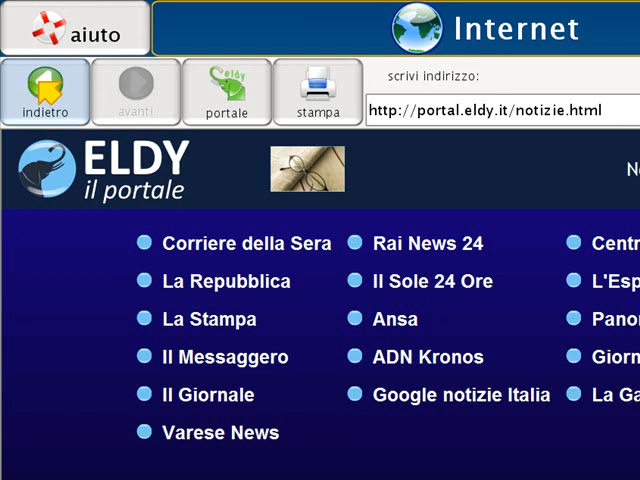 aiuto
Internet
indietro
avanti
eldy
portale
stampa
scrivi indirizzo:
http://portal.eldy.it/notizie.html
ELDY
il portale
Corriere della Sera
Rai News 24
La Repubblica
Il Sole 24 Ore
La Stampa
Ansa
Il Messaggero
ADN Kronos
Il Giornale
Google notizie Italia
Varese News